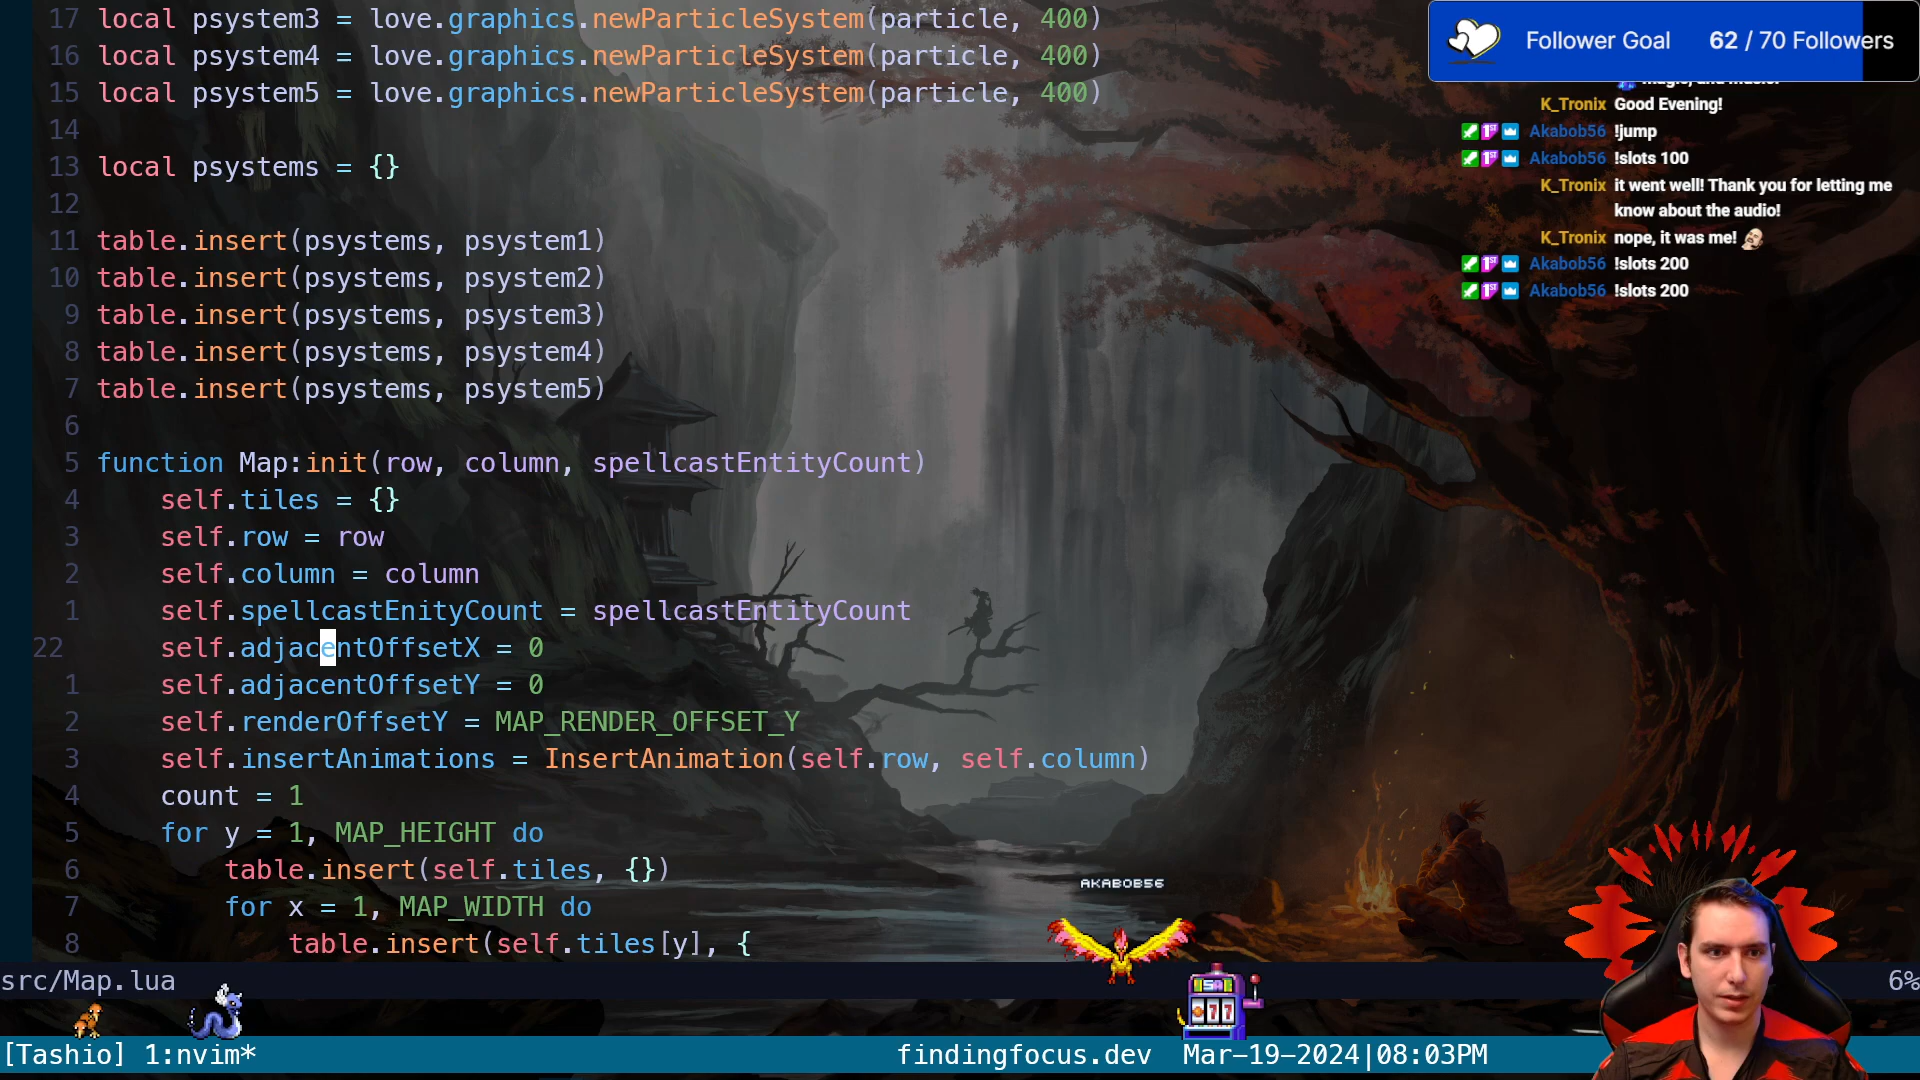 17 local psystem3 = love.graphics.newParticleSystem(particle, 400)
16 local psystem4 = love.graphics.newParticleSystem(particle, 400)
15 local psystem5 = love.graphics.newParticleSystem(particle, 400)
14
13 local psystems = {}
12
11 table.insert(psystems, psystem1)
10 table.insert(psystems, psystem2)
9 table.insert(psystems, psystem3)
8 table.insert(psystems, psystem4)
7 table.insert(psystems, psystem5)
6
5 function Map:init(row, column, spellcastEntityCount)
4 self.tiles = {}
3 self.row = row
2 self.column = column
1 self.spellcastEnityCount = spellcastEntityCount
22 self.adjacentOffsetX = 0
1 self.adjacentOffsetY = 0
2 self.renderOffsetY = MAP_RENDER_OFFSET_Y
3 self.insertAnimations = InsertAnimation(self.row, self.column)
4 count = 1
5 for y = 1, MAP_HEIGHT do
6 table.insert(self.tiles, {})
7 for x = 1, MAP_WIDTH do
8 table.insert(self.tiles[y], {
src/Map.lua 6%
[Tashio] 1:nvim* findingfocus.dev Mar-19-2024|08:03PM
Follower Goal 62 / 70 Followers
K_Tronix Good Evening!
Akabob56 !jump
Akabob56 !slots 100
K_Tronix it went well! Thank you for letting me
know about the audio!
K_Tronix nope, it was me!
Akabob56 !slots 200
Akabob56 !slots 200
AKABOB56
777